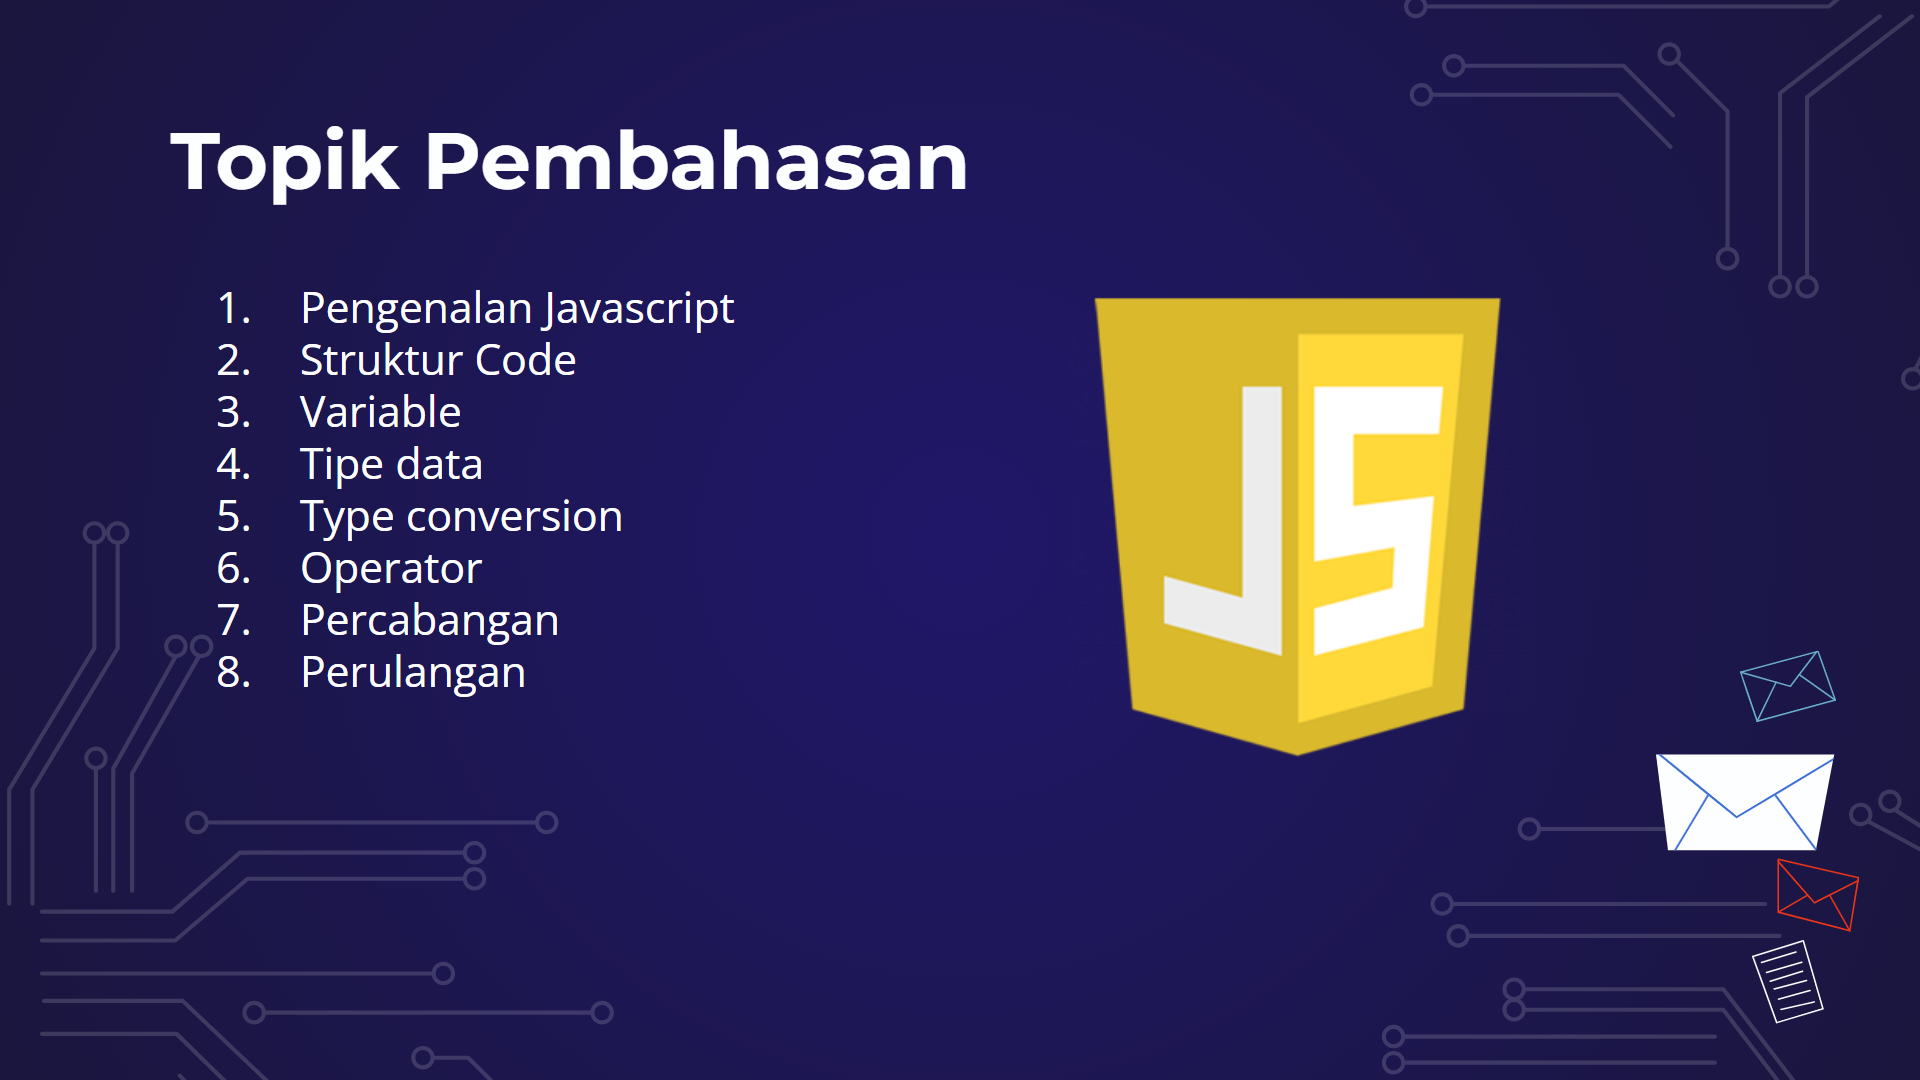 Topik Pembahasan
1. Pengenalan Javascript
2. Struktur Code
3. Variable
4. Tipe data
5. Type conversion
6. Operator
7. Percabangan
8. Perulangan
JS